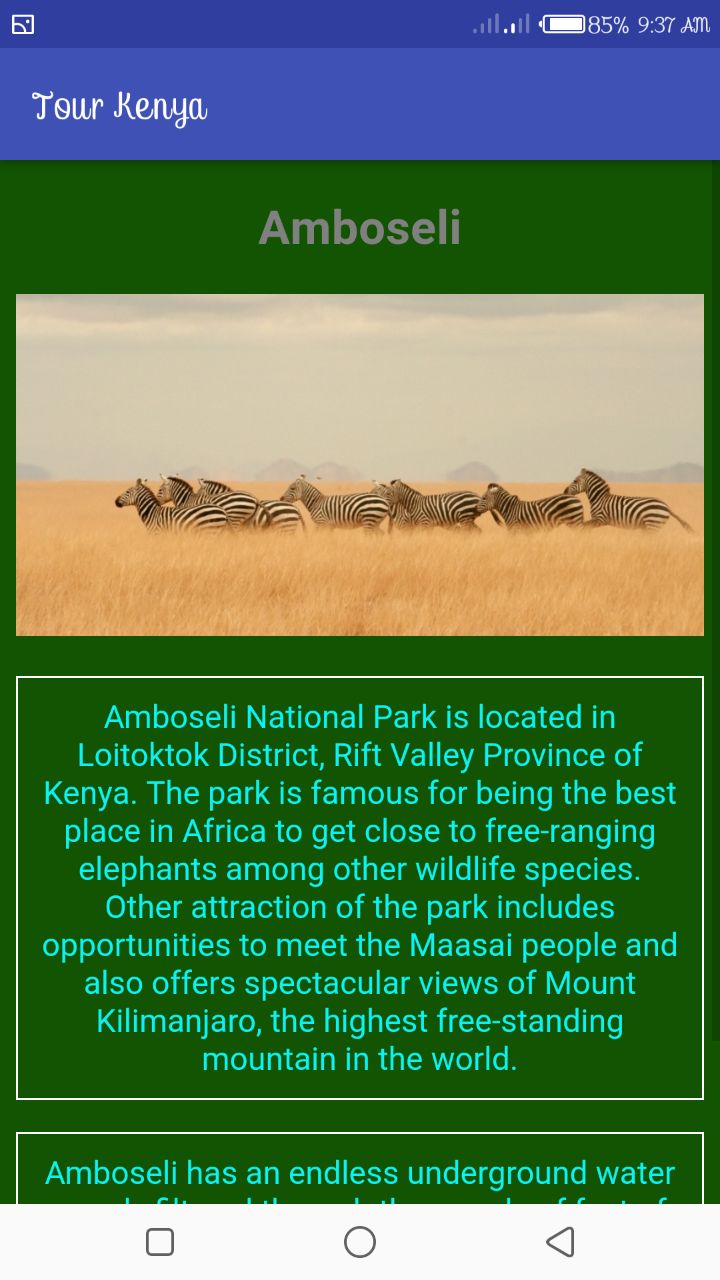 85% 9:37 AM
Tour Kenya
Amboseli
Amboseli National Park is located in
Loitoktok District, Rift Valley Province of
Kenya. The park is famous for being the best
place in Africa to get close to free-ranging
elephants among other wildlife species.
Other attraction of the park includes
opportunities to meet the Maasai people and
also offers spectacular views of Mount
Kilimanjaro, the highest free-standing
mountain in the world.
Amboseli has an endless underground water